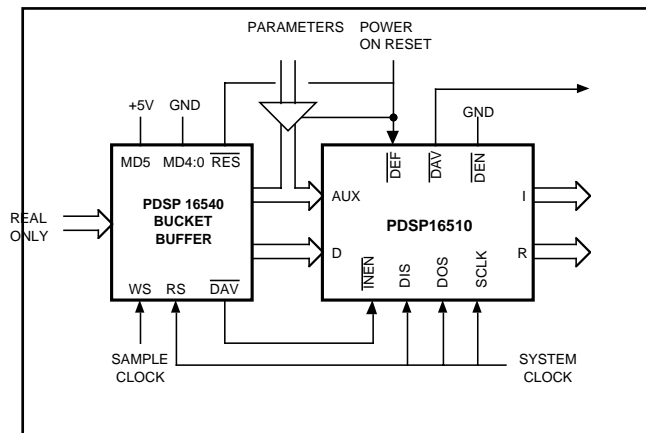 PARAMETERS
POWER
ON RESET
+5V
GND
GND
MD5
MD4:0
RES
DEF
DAV
DEN
PDSP 16540
BUCKET
BUFFER
REAL
ONLY
AUX
PDSP16510
I
D
R
WS
RS
DAV
INEN
DIS
DOS
SCLK
SAMPLE
CLOCK
SYSTEM
CLOCK